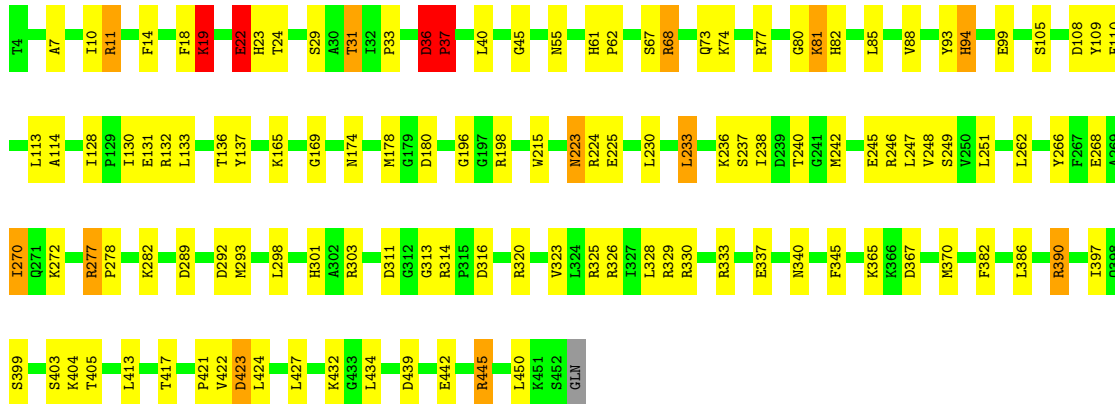 T4 A7 I10 R11 F14 F18 K19 E22 H23 T24 S29 A30 T31 I32 P33 D36 P37 L40 G45 N55 H61 P62 S67 R68 Q73 K74 R77 G80 K81 H82 L85 V88 Y93 H94 E99 S105 D108 Y109 E110
L113 A114 I128 P129 T130 E131 R132 L133 T136 Y137 K165 G169 N174 M178 G179 D180 G196 G197 R198 W215 N223 R224 E225 L230 L233 K236 S237 I238 D239 T240 G241 M242 E245 R246 L247 V248 S249 V250 L251 L262 Y266 F267 E268 A269
I270 Q271 K272 R277 P278 K282 D289 D292 M293 L298 H301 A302 R303 D311 G312 G313 R314 P315 D316 R320 V323 L324 R325 R326 I327 L328 R329 R330 R333 E337 N340 F345 K365 K366 D367 M370 F382 L386 R390 I397
S399 S403 K404 T405 L413 T417 P421 V422 D423 L424 L427 K432 G433 L434 D439 E442 R445 L450 K451 S452 GLN